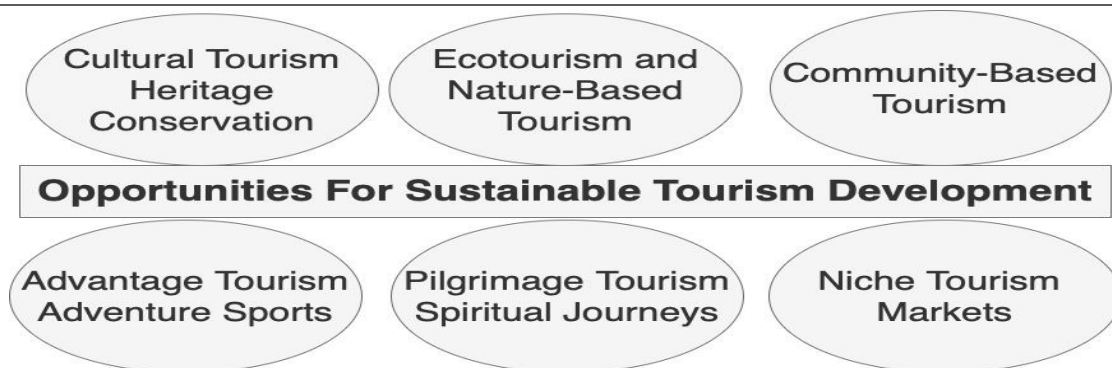 Cultural Tourism
Heritage
Conservation
Ecotourism and
Nature-Based
Tourism
Community-Based
Tourism
Opportunities For Sustainable Tourism Development
Advantage Tourism
Adventure Sports
Pilgrimage Tourism
Spiritual Journeys
Niche Tourism
Markets